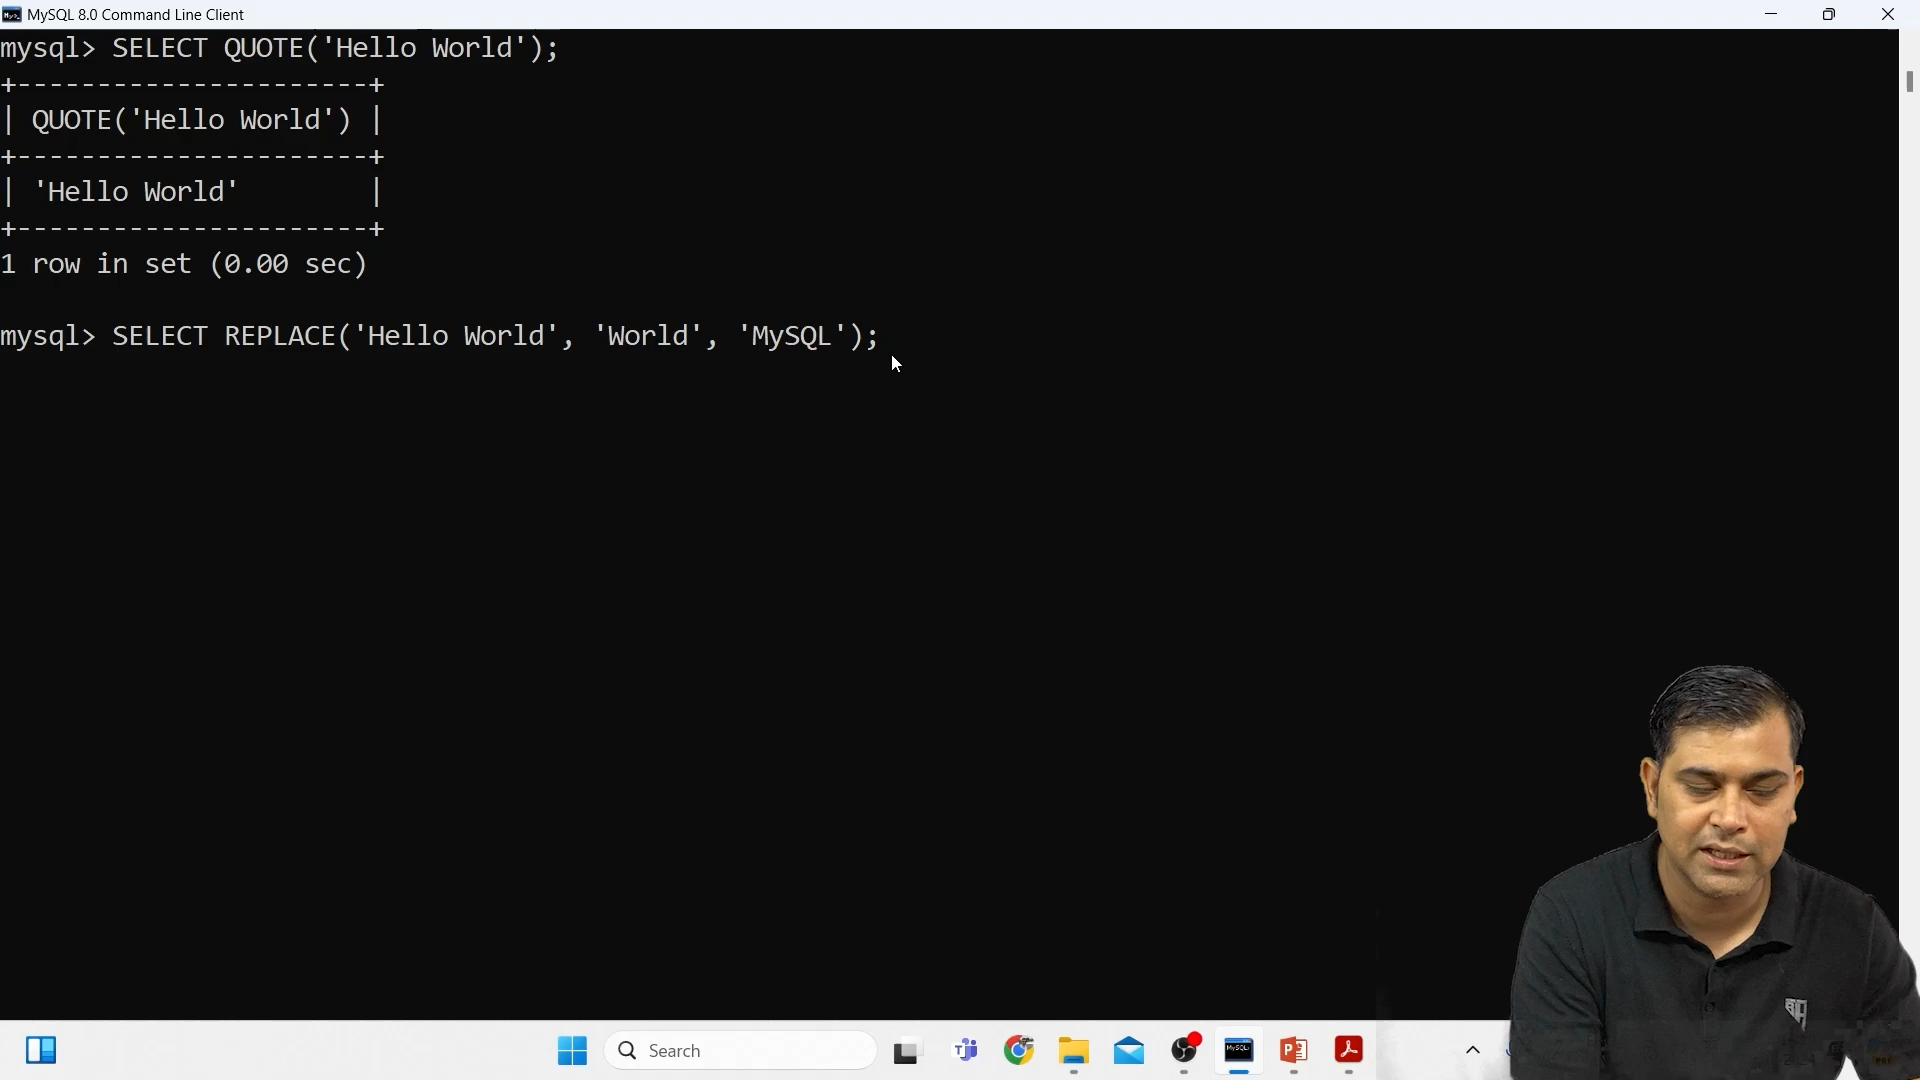 MySQL 8.0 Command Line Client
mysql> SELECT QUOTE('Hello World');
+----------------------+
| QUOTE('Hello World') |
+----------------------+
| 'Hello World'        |
+----------------------+
1 row in set (0.00 sec)
mysql> SELECT REPLACE('Hello World', 'World', 'MySQL');
Search